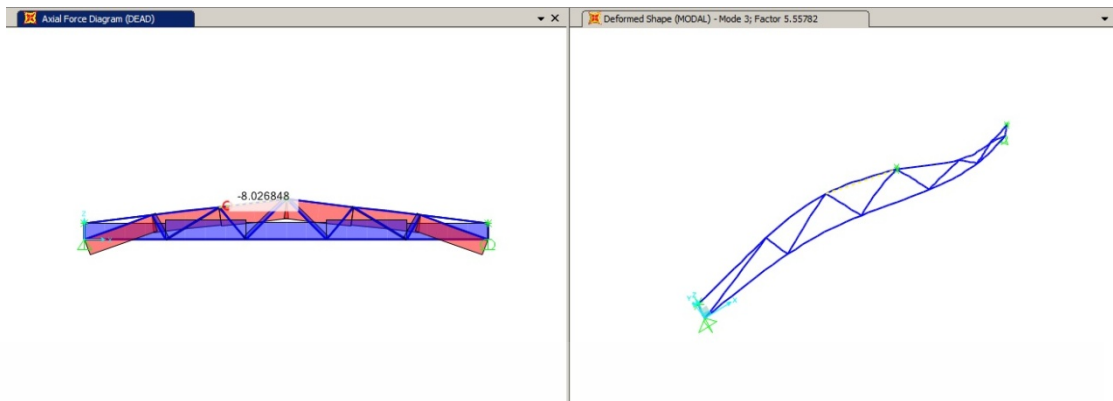 Axial Force Diagram (DEAD)
Deformed Shape (MODAL) - Mode 3; Factor 5.55782
-8.026848
Z
Z
Y
X